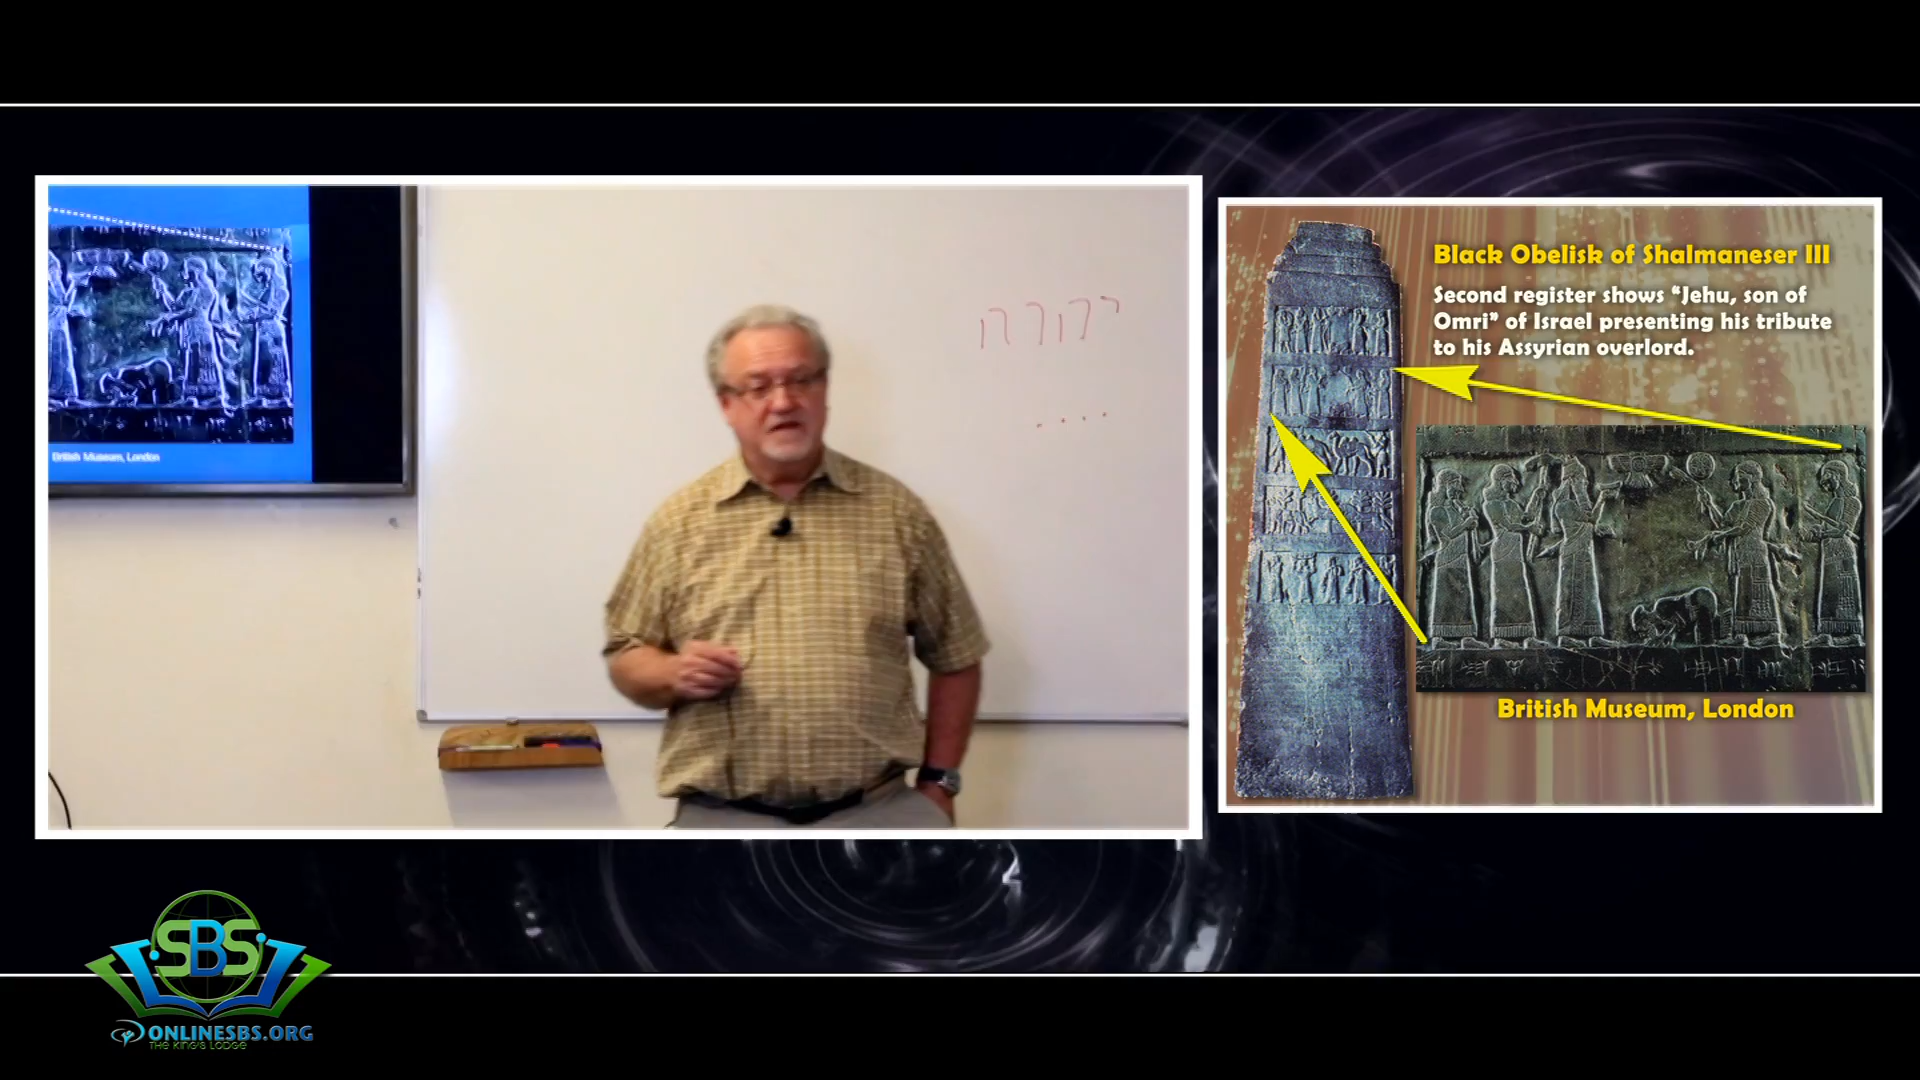 British Museum, London
יהוה
Black Obelisk of Shalmaneser III
Second register shows “Jehu, son of
Omri” of Israel presenting his tribute
to his Assyrian overlord.
British Museum, London
SBS
ONLINESBS.ORG
THE KING'S LODGE